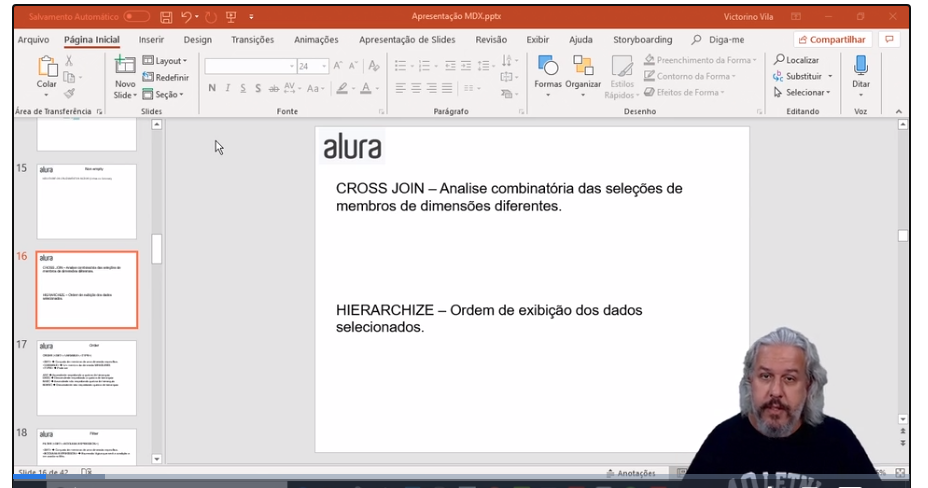 Salvamento Automático
Apresentação MDX.pptx
Victorino Vila
Arquivo Página Inicial Inserir Design Transições Animações Apresentação de Slides Revisão Exibir Ajuda Storyboarding Diga-me Compartilhar
Colar
Novo Slide
Layout
Redefinir
Seção
24
N I S S ab AV Aa A
Formas Organizar Estilos Rápidos
Preenchimento da Forma
Contorno da Forma
Efeitos de Forma
Localizar
Substituir
Selecionar
Ditar
Área de Transferência Slides Fonte Parágrafo Desenho Editando Voz
15
alura
16
alura
17
alura Order
18
alura Filter
alura
CROSS JOIN – Analise combinatória das seleções de
membros de dimensões diferentes.
HIERARCHIZE – Ordem de exibição dos dados
selecionados.
Slide 16 de 42
Anotações